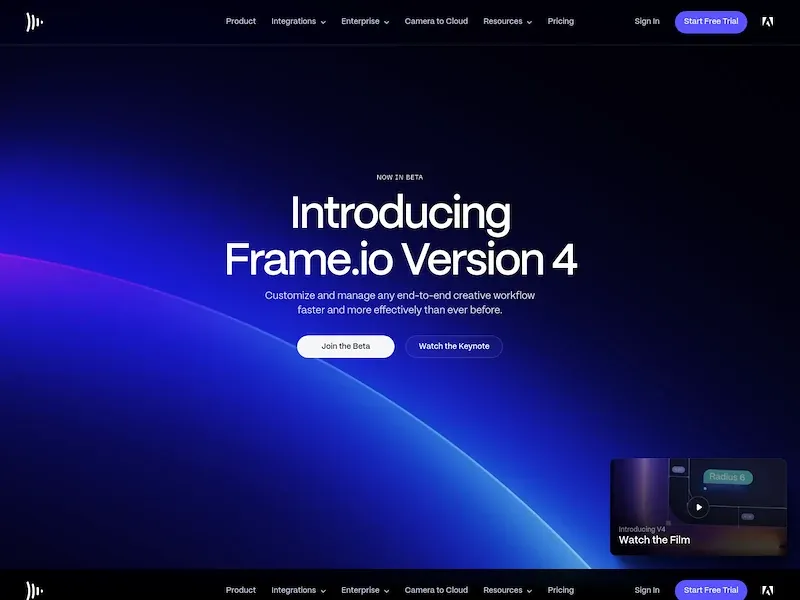 Product Integrations Enterprise Camera to Cloud Resources Pricing Sign In Start Free Trial
NOW IN BETA
Introducing
Frame.io Version 4
Customize and manage any end-to-end creative workflow
faster and more effectively than ever before.
Join the Beta Watch the Keynote
Radius 6
Introducing V4
Watch the Film
Product Integrations Enterprise Camera to Cloud Resources Pricing Sign In Start Free Trial